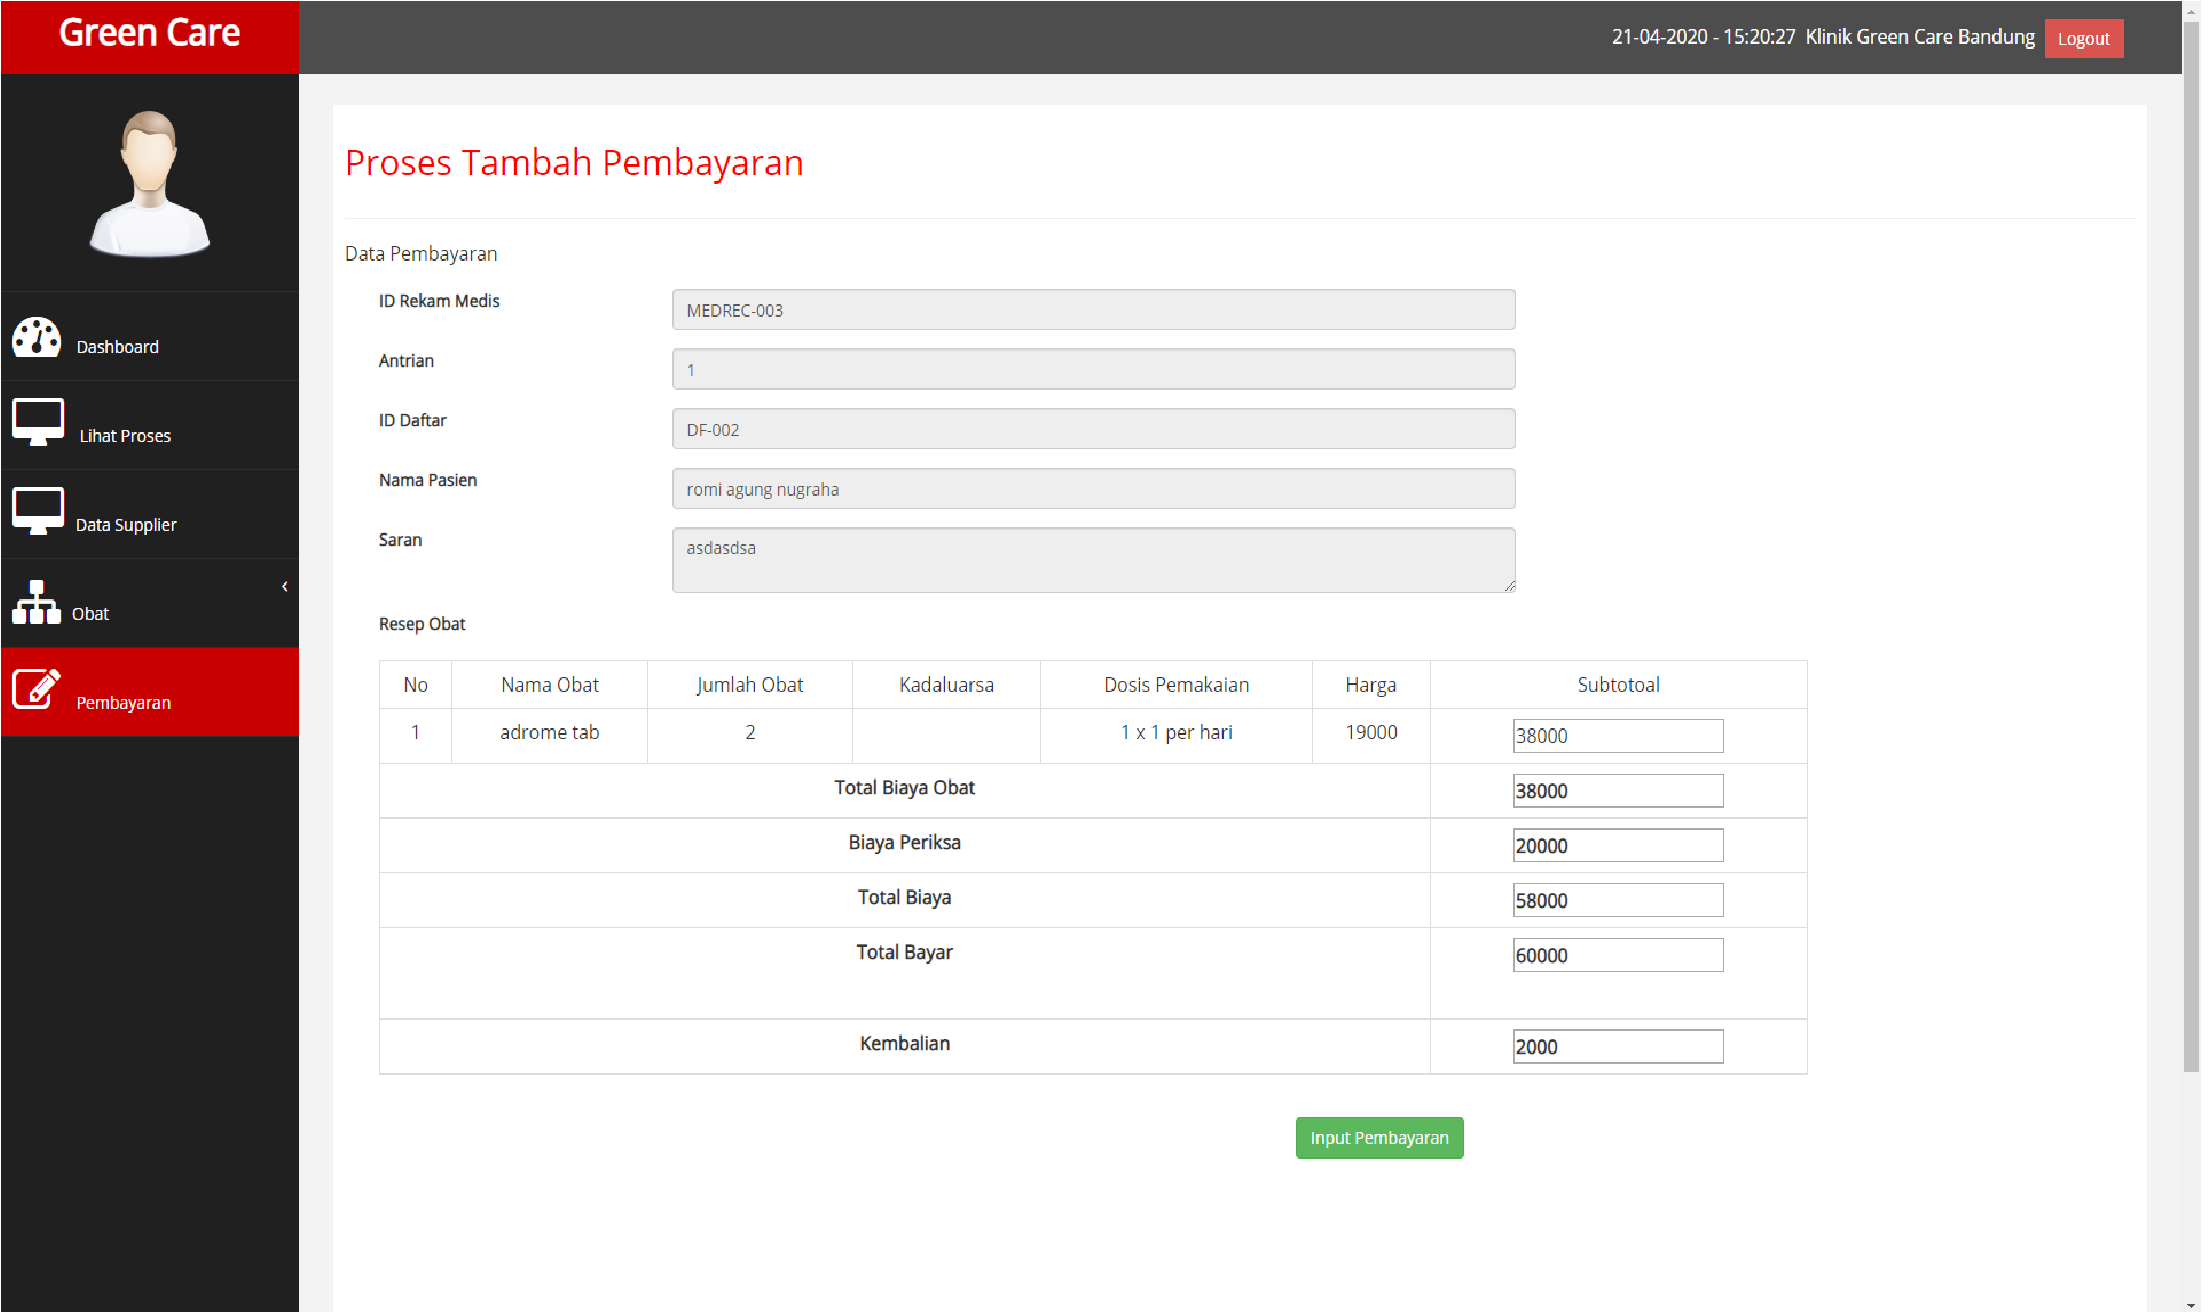 Green Care
21-04-2020 - 15:20:27 Klinik Green Care Bandung Logout
Dashboard
Lihat Proses
Data Supplier
Obat
Pembayaran
Proses Tambah Pembayaran
Data Pembayaran
ID Rekam Medis MEDREC-003
Antrian 1
ID Daftar DF-002
Nama Pasien romi agung nugraha
Saran asdasdsa
Resep Obat
No Nama Obat Jumlah Obat Kadaluarsa Dosis Pemakaian Harga Subtotoal
1 adrome tab 2 1 x 1 per hari 19000 38000
Total Biaya Obat 38000
Biaya Periksa 20000
Total Biaya 58000
Total Bayar 60000
Kembalian 2000
Input Pembayaran